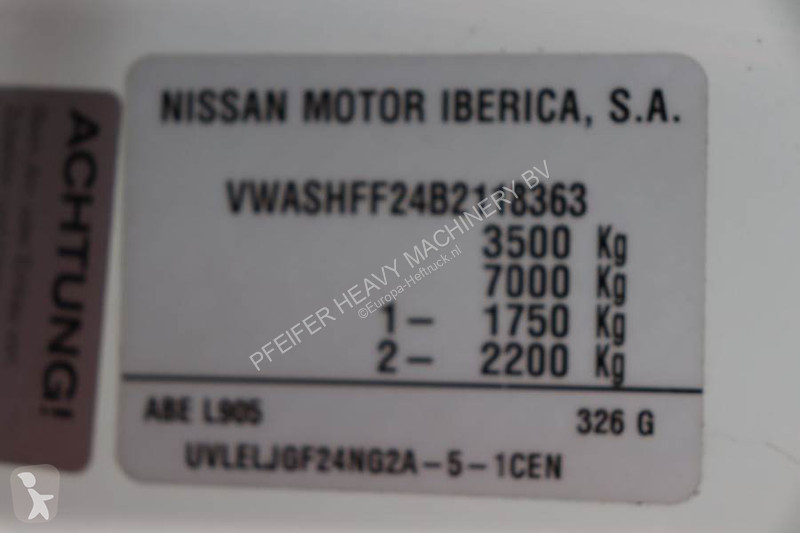 NISSAN MOTOR IBERICA, S.A.
VWASHFF24B2118363
3500 Kg
7000 Kg
1- 1750 Kg
2- 2200 Kg
ABE L905
326 G
UVLELJGF24NG2A-5-1CEN
ACHTUNG!
PFEIFER HEAVY MACHINERY BV
©Europa-Heftruck.nl